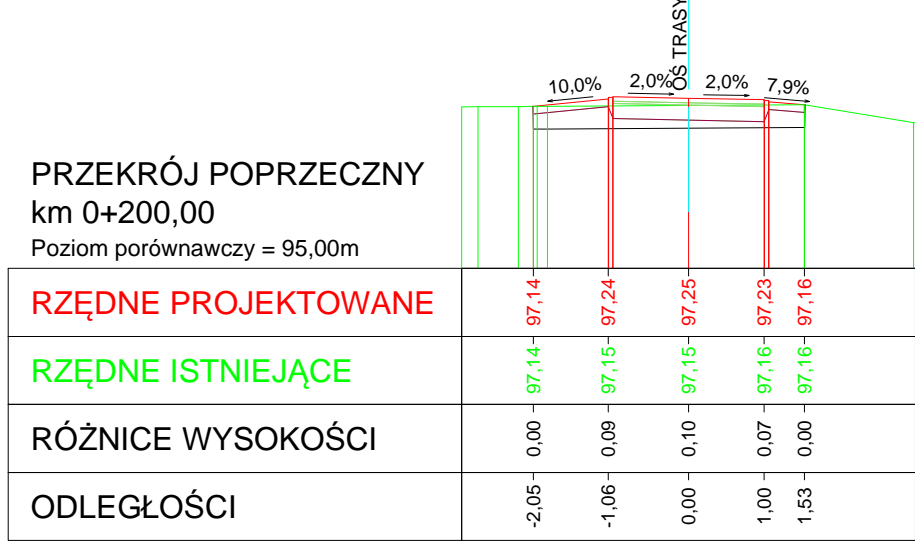 OŚ TRASY
10,0% 2,0% 2,0% 7,9%
PRZEKRÓJ POPRZECZNY
km 0+200,00
Poziom porównawczy = 95,00m
RZĘDNE PROJEKTOWANE 97,14 97,24 97,25 97,23 97,16
RZĘDNE ISTNIEJĄCE 97,14 97,15 97,15 97,16 97,16
RÓŻNICE WYSOKOŚCI 0,00 0,09 0,10 0,07 0,00
ODLEGŁOŚCI -2,05 -1,06 0,00 1,00 1,53